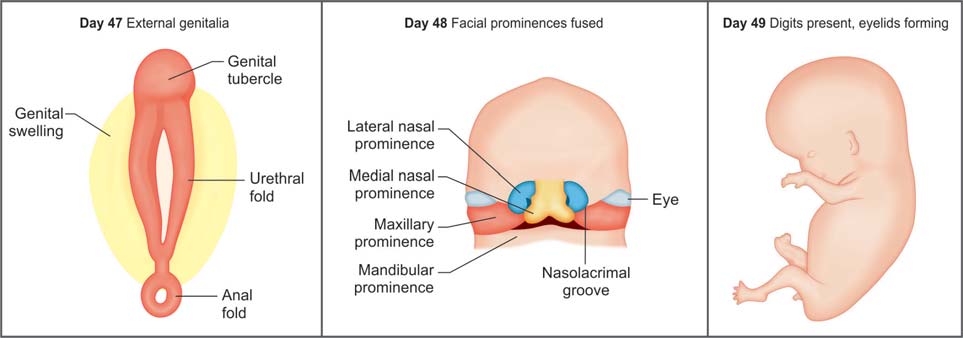 Day 47 External genitalia
Genital
tubercle
Genital
swelling
Urethral
fold
Anal
fold
Day 48 Facial prominences fused
Lateral nasal
prominence
Medial nasal
prominence
Eye
Maxillary
prominence
Mandibular
prominence
Nasolacrimal
groove
Day 49 Digits present, eyelids forming